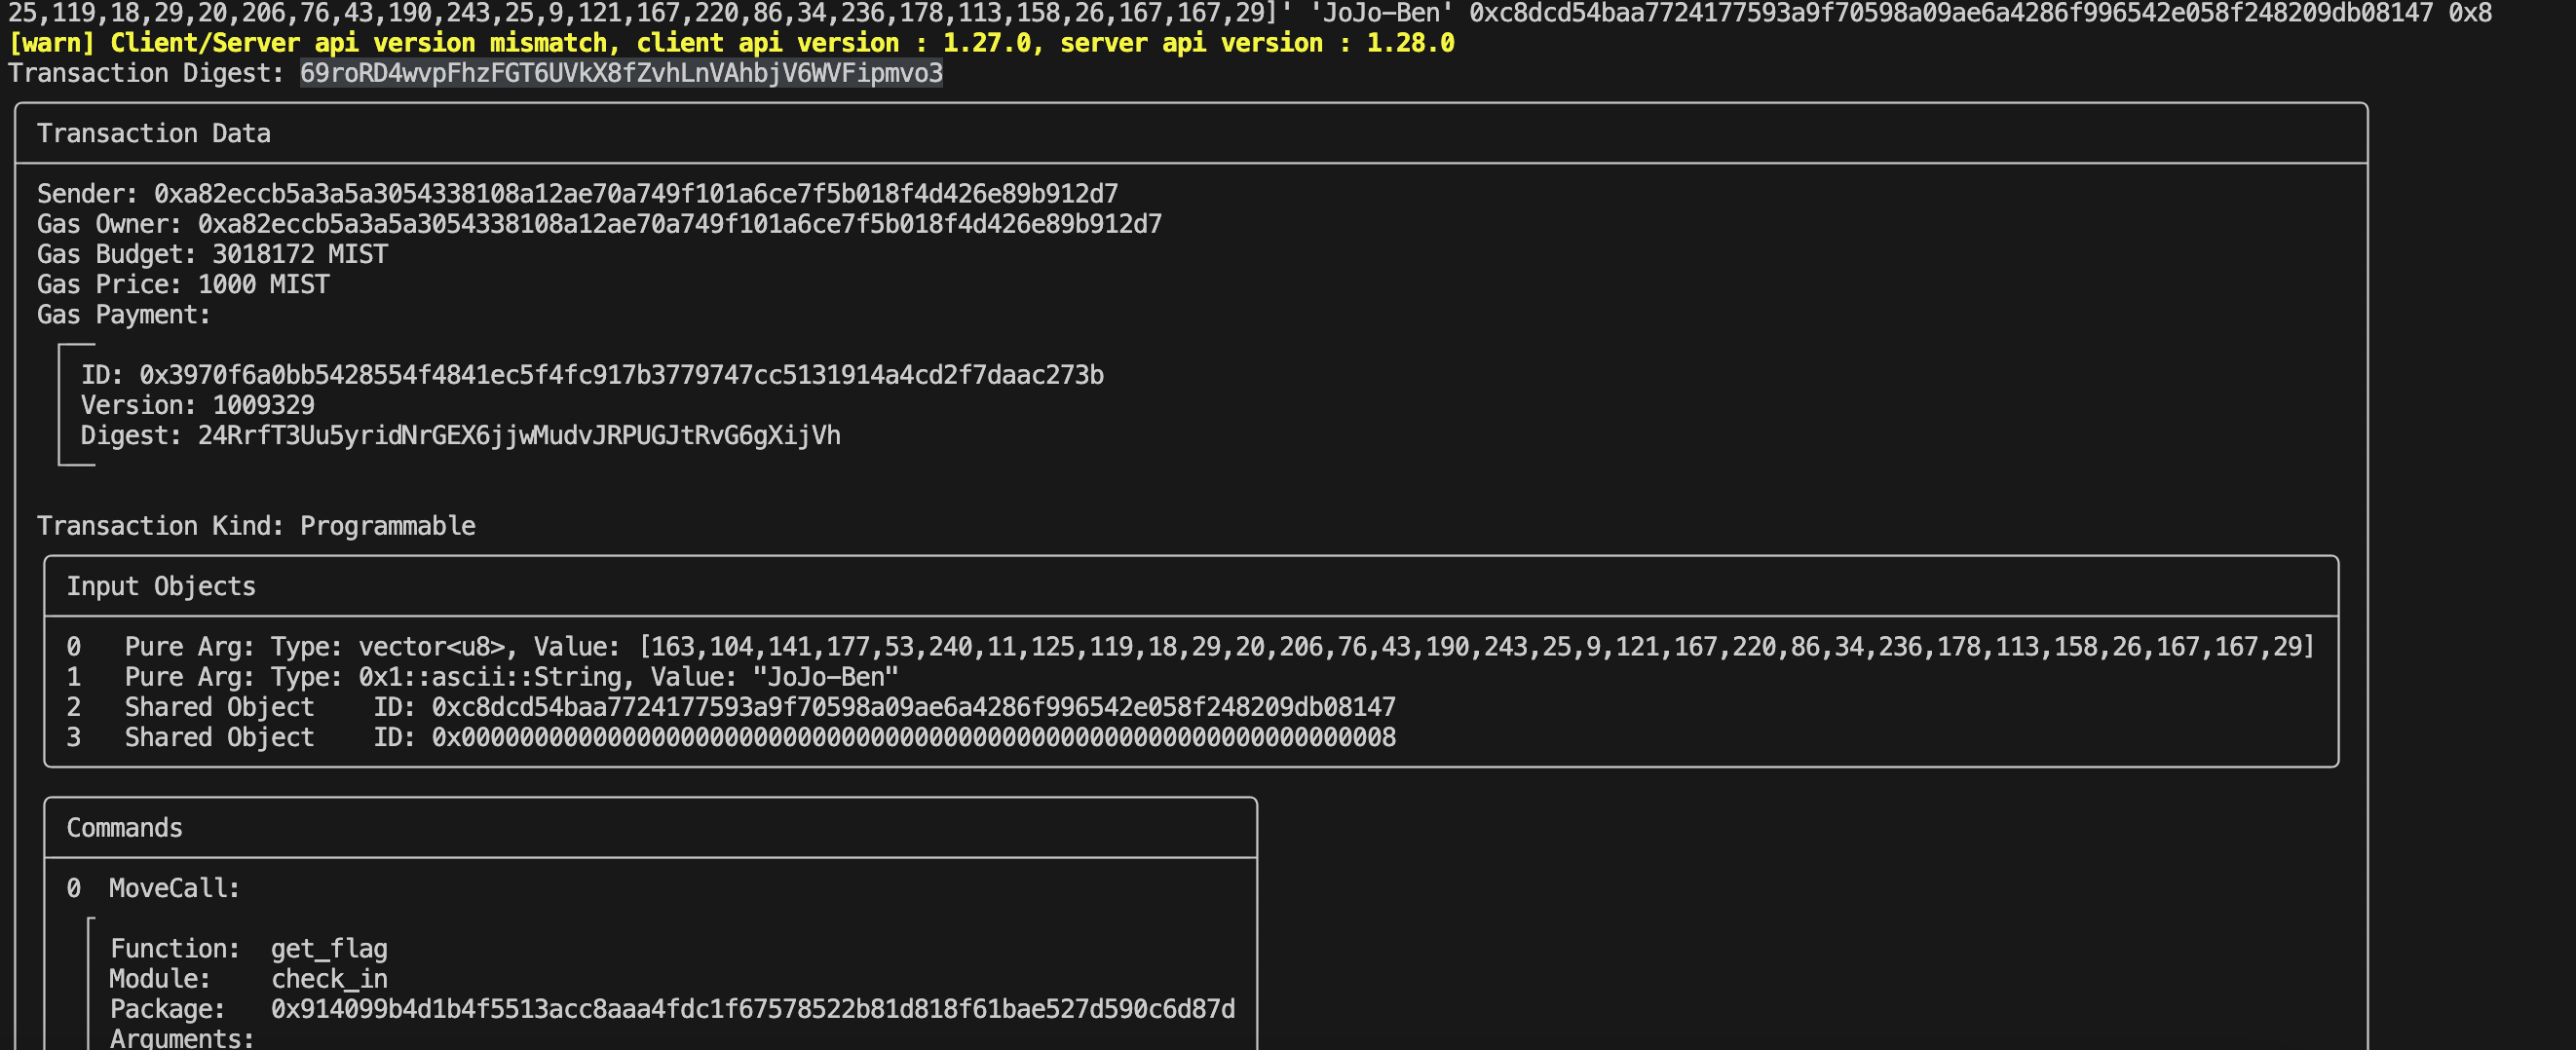 25,119,18,29,20,206,76,43,190,243,25,9,121,167,220,86,34,236,178,113,158,26,167,167,29]' 'JoJo-Ben' 0xc8dcd54baa7724177593a9f70598a09ae6a4286f996542e058f248209db08147 0x8
[warn] Client/Server api version mismatch, client api version : 1.27.0, server api version : 1.28.0
Transaction Digest: 69roRD4wvpFhzFGT6UVkX8fZvhLnVAhbjV6WVFipmvo3
Transaction Data
Sender: 0xa82eccb5a3a5a3054338108a12ae70a749f101a6ce7f5b018f4d426e89b912d7
Gas Owner: 0xa82eccb5a3a5a3054338108a12ae70a749f101a6ce7f5b018f4d426e89b912d7
Gas Budget: 3018172 MIST
Gas Price: 1000 MIST
Gas Payment:
ID: 0x3970f6a0bb5428554f4841ec5f4fc917b3779747cc5131914a4cd2f7daac273b
Version: 1009329
Digest: 24RrfT3Uu5yridNrGEX6jjwMudvJRPUGJtRvG6gXijVh
Transaction Kind: Programmable
Input Objects
0 Pure Arg: Type: vector<u8>, Value: [163,104,141,177,53,240,11,125,119,18,29,20,206,76,43,190,243,25,9,121,167,220,86,34,236,178,113,158,26,167,167,29]
1 Pure Arg: Type: 0x1::ascii::String, Value: "JoJo-Ben"
2 Shared Object ID: 0xc8dcd54baa7724177593a9f70598a09ae6a4286f996542e058f248209db08147
3 Shared Object ID: 0x0000000000000000000000000000000000000000000000000000000000000008
Commands
0 MoveCall:
Function: get_flag
Module: check_in
Package: 0x914099b4d1b4f5513acc8aaa4fdc1f67578522b81d818f61bae527d590c6d87d
Arguments: